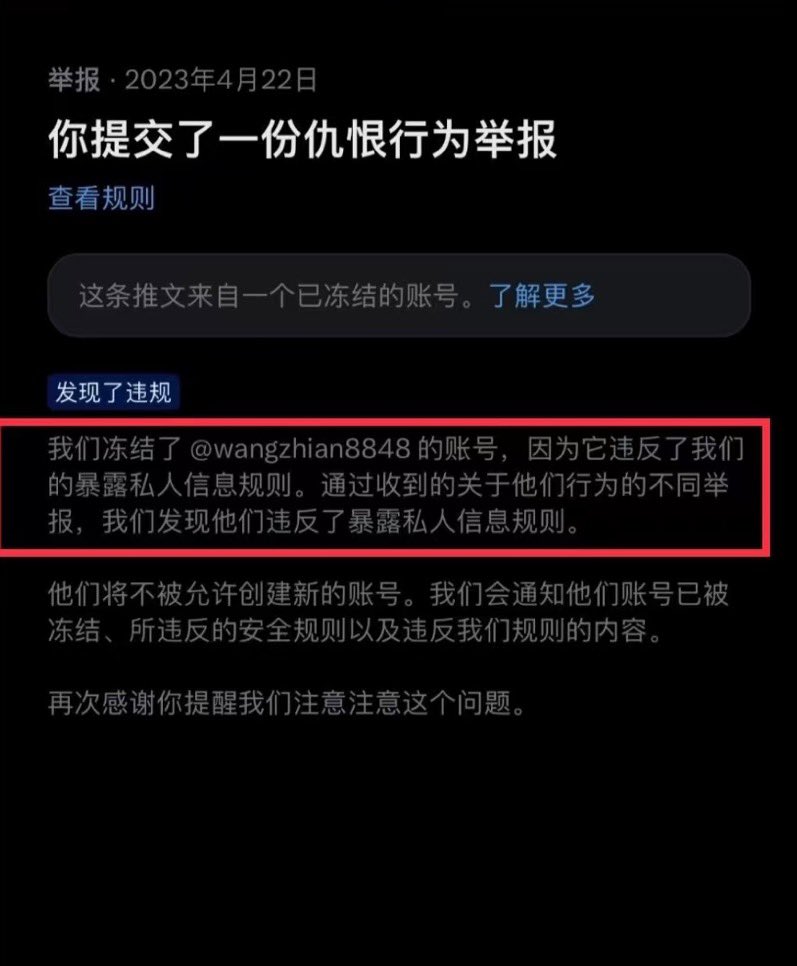 举报 · 2023年4月22日
你提交了一份仇恨行为举报
查看规则
这条推文来自一个已冻结的账号。了解更多
发现了违规
我们冻结了 @wangzhian8848 的账号，因为它违反了我们
的暴露私人信息规则。通过收到的关于他们行为的不同举
报，我们发现他们违反了暴露私人信息规则。
他们将不被允许创建新的账号。我们会通知他们账号已被
冻结、所违反的安全规则以及违反我们规则的内容。
再次感谢你提醒我们注意注意这个问题。